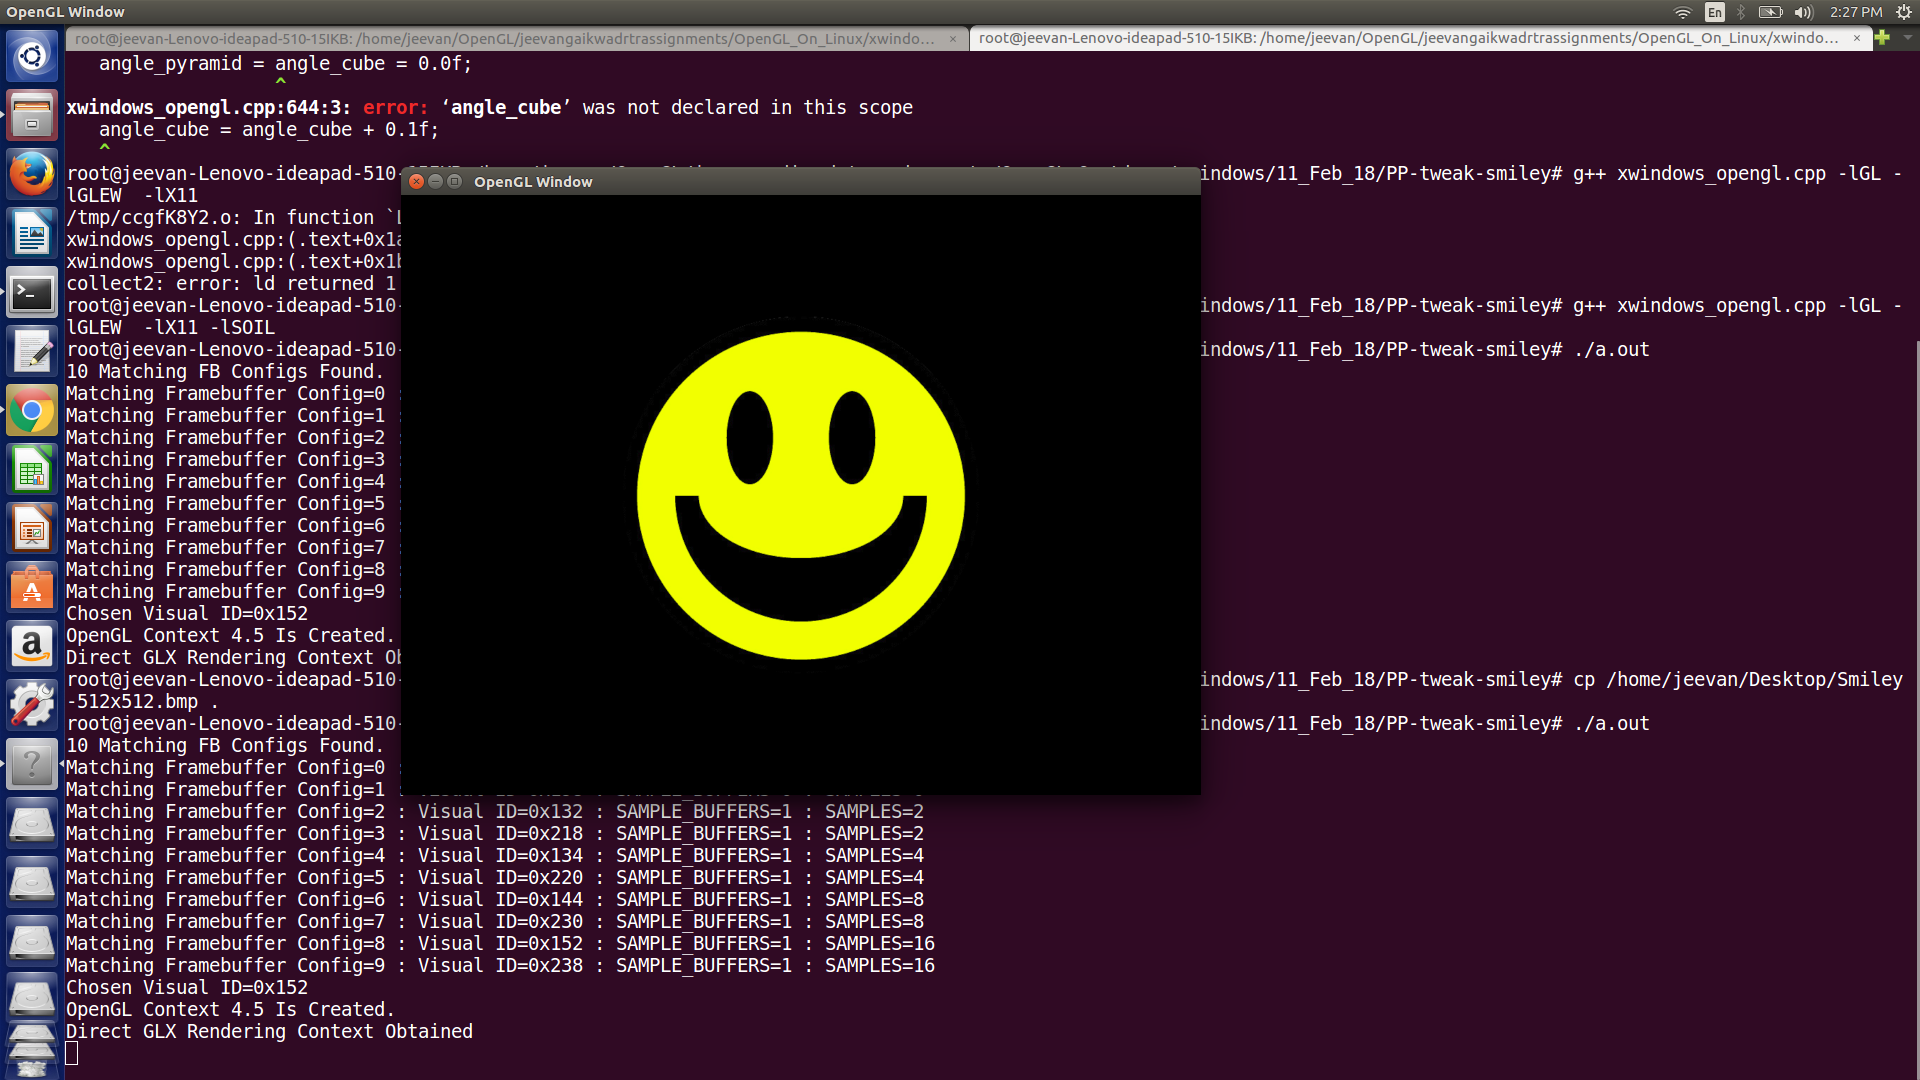 OpenGL Window
En
2:27 PM
root@jeevan-Lenovo-ideapad-510-15IKB: /home/jeevan/OpenGL/jeevangaikwadrtrassignments/OpenGL_On_Linux/xwindo... ×
root@jeevan-Lenovo-ideapad-510-15IKB: /home/jeevan/OpenGL/jeevangaikwadrtrassignments/OpenGL_On_Linux/xwindo... ×
angle_pyramid = angle_cube = 0.0f;
^
xwindows_opengl.cpp:644:3: error: ‘angle_cube’ was not declared in this scope
angle_cube = angle_cube + 0.1f;
^
root@jeevan-Lenovo-ideapad-510- indows/11_Feb_18/PP-tweak-smiley# g++ xwindows_opengl.cpp -lGL -
lGLEW  -lX11
/tmp/ccgfK8Y2.o: In function `
xwindows_opengl.cpp:(.text+0x1
xwindows_opengl.cpp:(.text+0x1
collect2: error: ld returned 1
root@jeevan-Lenovo-ideapad-510- indows/11_Feb_18/PP-tweak-smiley# g++ xwindows_opengl.cpp -lGL -
lGLEW  -lX11 -lSOIL
root@jeevan-Lenovo-ideapad-510- indows/11_Feb_18/PP-tweak-smiley# ./a.out
10 Matching FB Configs Found.
Matching Framebuffer Config=0 :
Matching Framebuffer Config=1 :
Matching Framebuffer Config=2 :
Matching Framebuffer Config=3 :
Matching Framebuffer Config=4 :
Matching Framebuffer Config=5 :
Matching Framebuffer Config=6 :
Matching Framebuffer Config=7 :
Matching Framebuffer Config=8 :
Matching Framebuffer Config=9 :
Chosen Visual ID=0x152
OpenGL Context 4.5 Is Created.
Direct GLX Rendering Context
root@jeevan-Lenovo-ideapad-510- indows/11_Feb_18/PP-tweak-smiley# cp /home/jeevan/Desktop/Smiley
-512x512.bmp .
root@jeevan-Lenovo-ideapad-510- indows/11_Feb_18/PP-tweak-smiley# ./a.out
10 Matching FB Configs Found.
Matching Framebuffer Config=0 :
Matching Framebuffer Config=1 :
Matching Framebuffer Config=2 : Visual ID=0x132 : SAMPLE_BUFFERS=1 : SAMPLES=2
Matching Framebuffer Config=3 : Visual ID=0x218 : SAMPLE_BUFFERS=1 : SAMPLES=2
Matching Framebuffer Config=4 : Visual ID=0x134 : SAMPLE_BUFFERS=1 : SAMPLES=4
Matching Framebuffer Config=5 : Visual ID=0x220 : SAMPLE_BUFFERS=1 : SAMPLES=4
Matching Framebuffer Config=6 : Visual ID=0x144 : SAMPLE_BUFFERS=1 : SAMPLES=8
Matching Framebuffer Config=7 : Visual ID=0x230 : SAMPLE_BUFFERS=1 : SAMPLES=8
Matching Framebuffer Config=8 : Visual ID=0x152 : SAMPLE_BUFFERS=1 : SAMPLES=16
Matching Framebuffer Config=9 : Visual ID=0x238 : SAMPLE_BUFFERS=1 : SAMPLES=16
Chosen Visual ID=0x152
OpenGL Context 4.5 Is Created.
Direct GLX Rendering Context Obtained
OpenGL Window